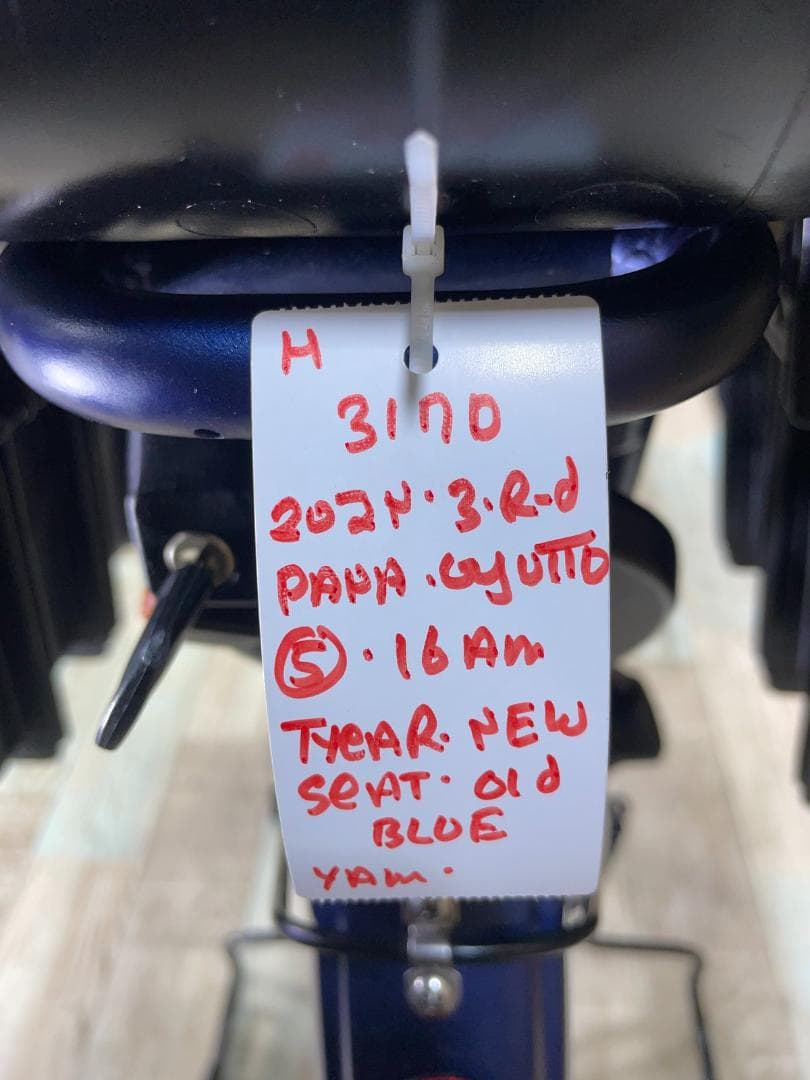 H
3170
2024. 3.R-d
PANA. GYUTTO
5. 16Am
TYEAR. NEW
SEAT. Old
BLUE
YAM.